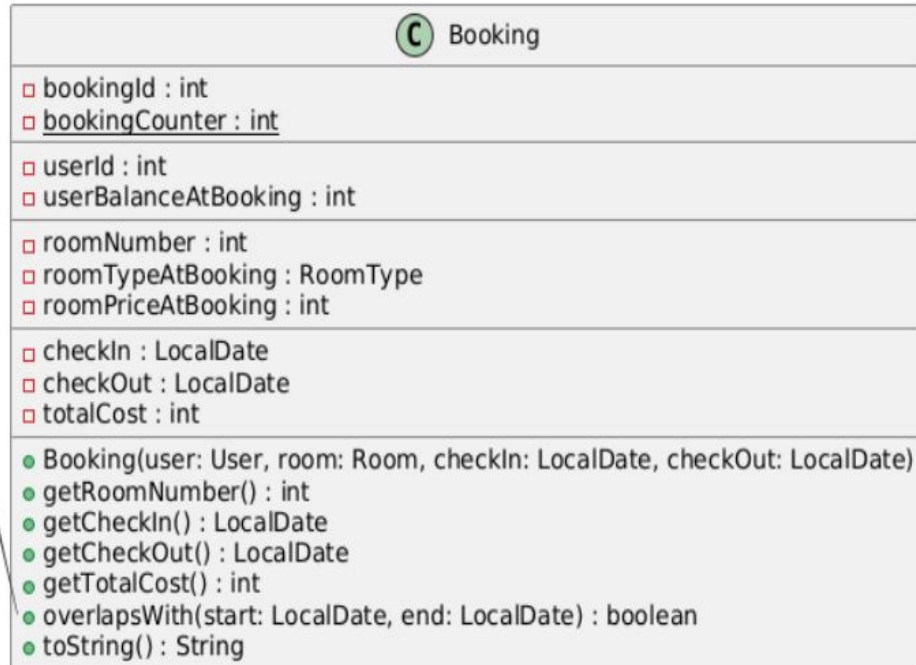 C Booking
bookingId : int
bookingCounter : int
userId : int
userBalanceAtBooking : int
roomNumber : int
roomTypeAtBooking : RoomType
roomPriceAtBooking : int
checkIn : LocalDate
checkOut : LocalDate
totalCost : int
Booking(user: User, room: Room, checkIn: LocalDate, checkOut: LocalDate)
getRoomNumber() : int
getCheckIn() : LocalDate
getCheckOut() : LocalDate
getTotalCost() : int
overlapsWith(start: LocalDate, end: LocalDate) : boolean
toString() : String